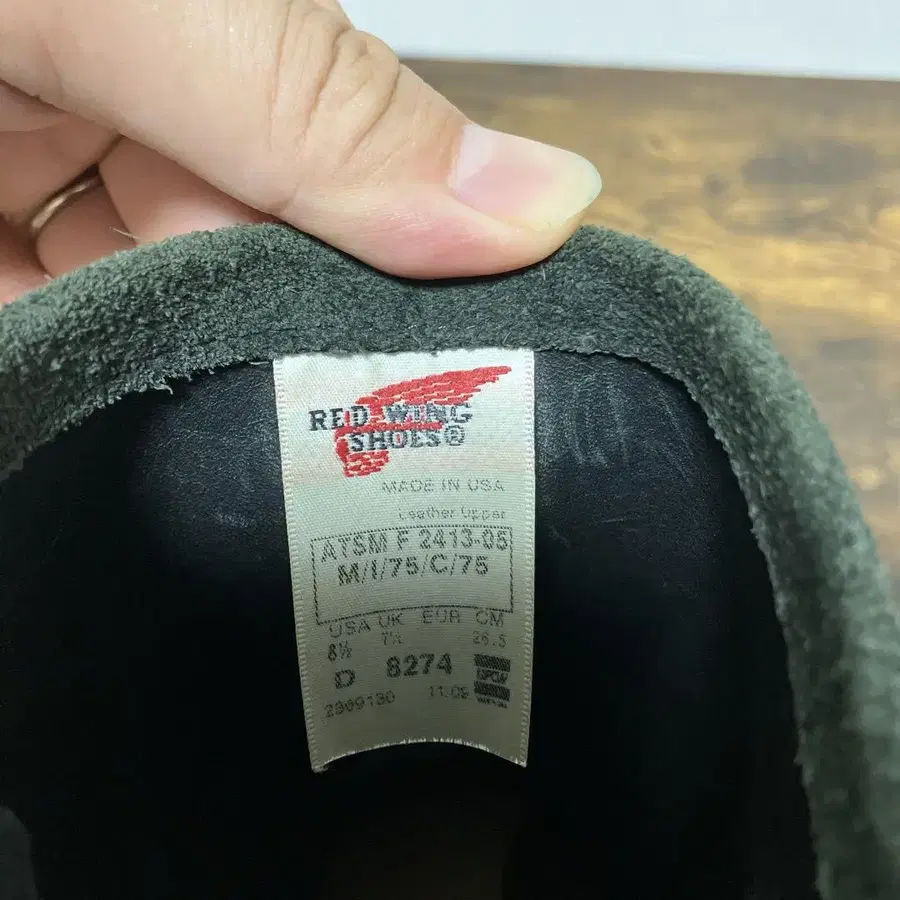 RED WING
SHOES®
MADE IN USA
Leather Upper
ATSM F 2413-05
M/I/75/C/75
USA UK EUR CM
8½ 7½ 26.5
D 8274
11.09